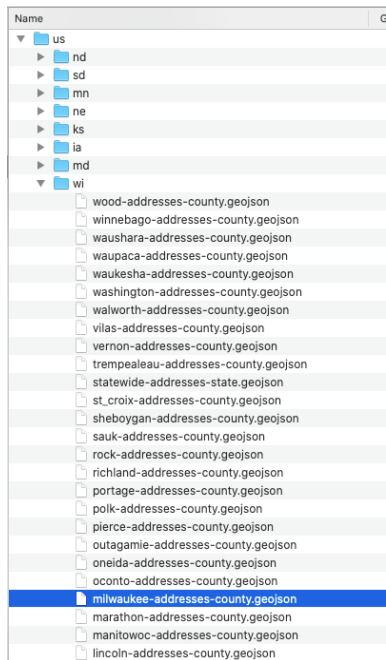 Name G
us
nd
sd
mn
ne
ks
ia
md
wi
wood-addresses-county.geojson
winnebago-addresses-county.geojson
waushara-addresses-county.geojson
waupaca-addresses-county.geojson
waukesha-addresses-county.geojson
washington-addresses-county.geojson
walworth-addresses-county.geojson
vilas-addresses-county.geojson
vernon-addresses-county.geojson
trempealeau-addresses-county.geojson
statewide-addresses-state.geojson
st_croix-addresses-county.geojson
sheboygan-addresses-county.geojson
sauk-addresses-county.geojson
rock-addresses-county.geojson
richland-addresses-county.geojson
portage-addresses-county.geojson
polk-addresses-county.geojson
pierce-addresses-county.geojson
outagamie-addresses-county.geojson
oneida-addresses-county.geojson
oconto-addresses-county.geojson
milwaukee-addresses-county.geojson
marathon-addresses-county.geojson
manitowoc-addresses-county.geojson
lincoln-addresses-county.geojson